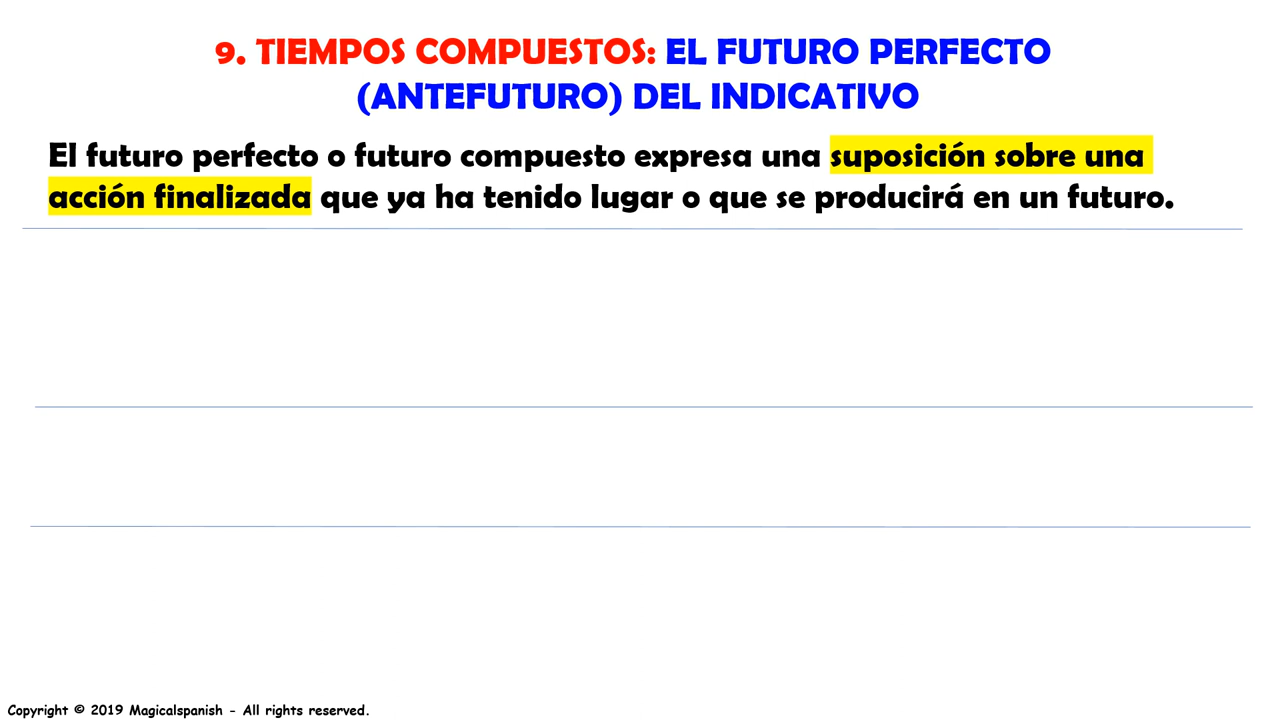 9. TIEMPOS COMPUESTOS: EL FUTURO PERFECTO
(ANTEFUTURO) DEL INDICATIVO
El futuro perfecto o futuro compuesto expresa una suposición sobre una
acción finalizada que ya ha tenido lugar o que se producirá en un futuro.
Copyright © 2019 Magicalspanish - All rights reserved.